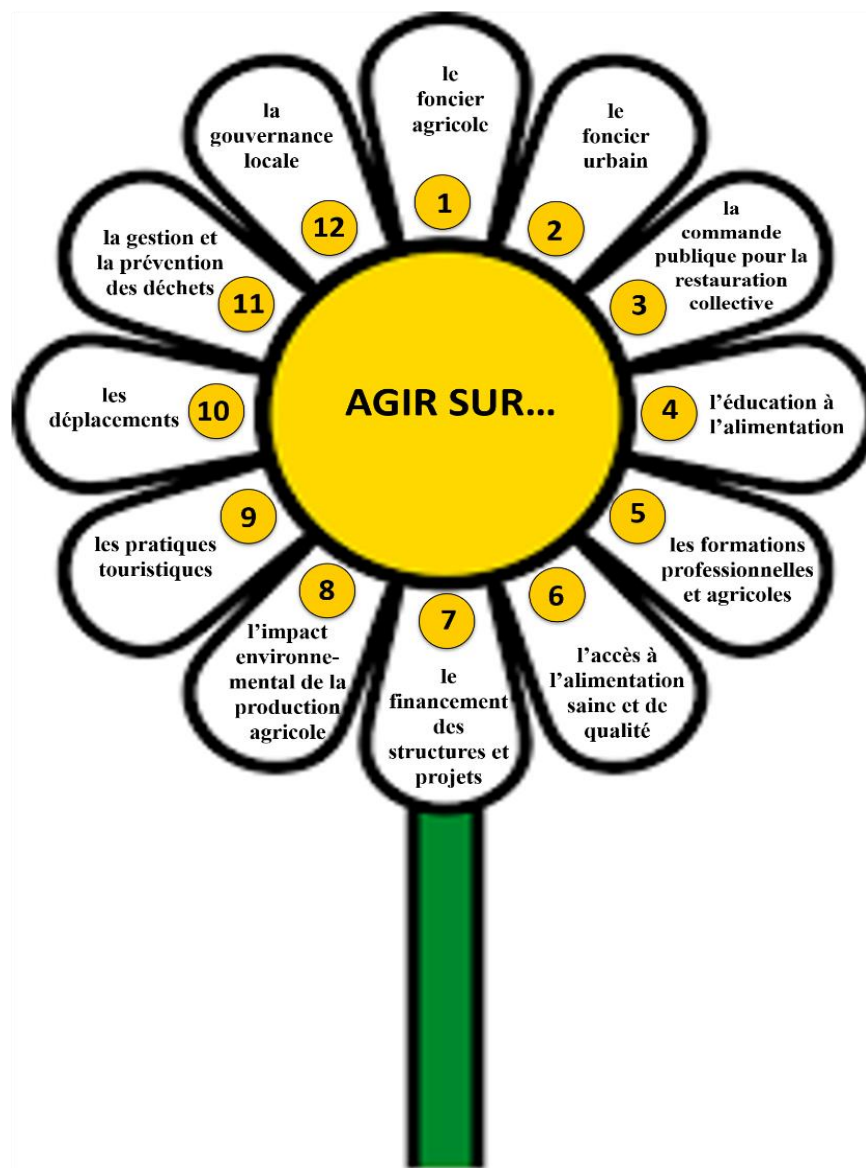 AGIR SUR...
1
le
foncier
agricole
2
le
foncier
urbain
3
la
commande
publique pour la
restauration
collective
4
l'éducation à
l'alimentation
5
les formations
professionnelles
et agricoles
6
l'accès à
l'alimentation
saine et de
qualité
7
le
financement
des
structures et
projets
8
l'impact
environne-
mental de la
production
agricole
9
les pratiques
touristiques
10
les
déplacements
11
la gestion et
la prévention
des déchets
12
la
gouvernance
locale